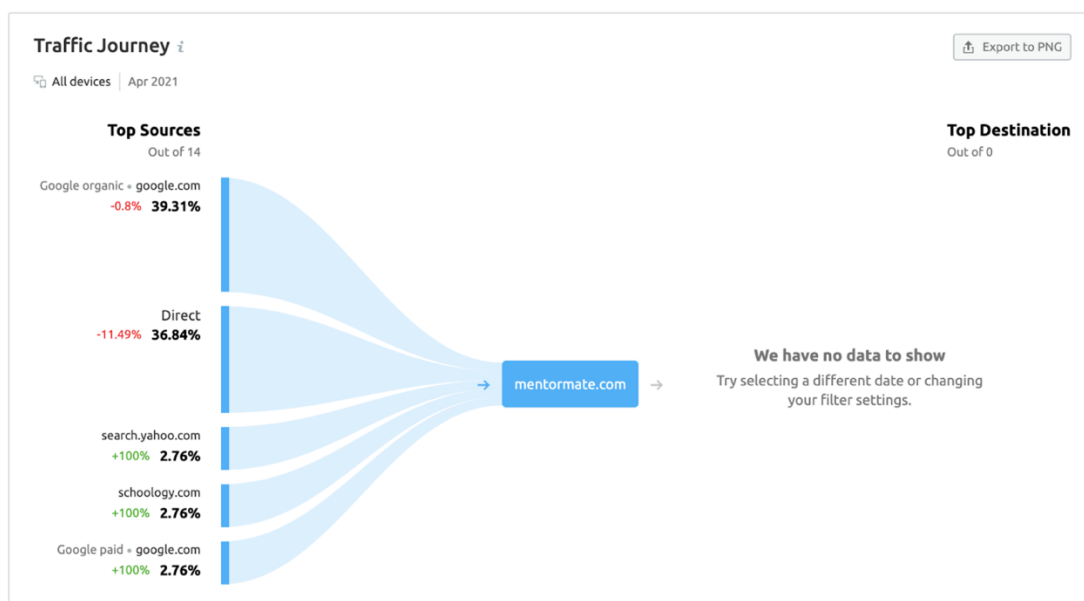 Traffic Journey i
Export to PNG
All devices Apr 2021
Top Sources
Out of 14
Top Destination
Out of 0
Google organic • google.com
-0.8% 39.31%
Direct
-11.49% 36.84%
search.yahoo.com
+100% 2.76%
schoology.com
+100% 2.76%
Google paid • google.com
+100% 2.76%
→ mentormate.com →
We have no data to show
Try selecting a different date or changing
your filter settings.